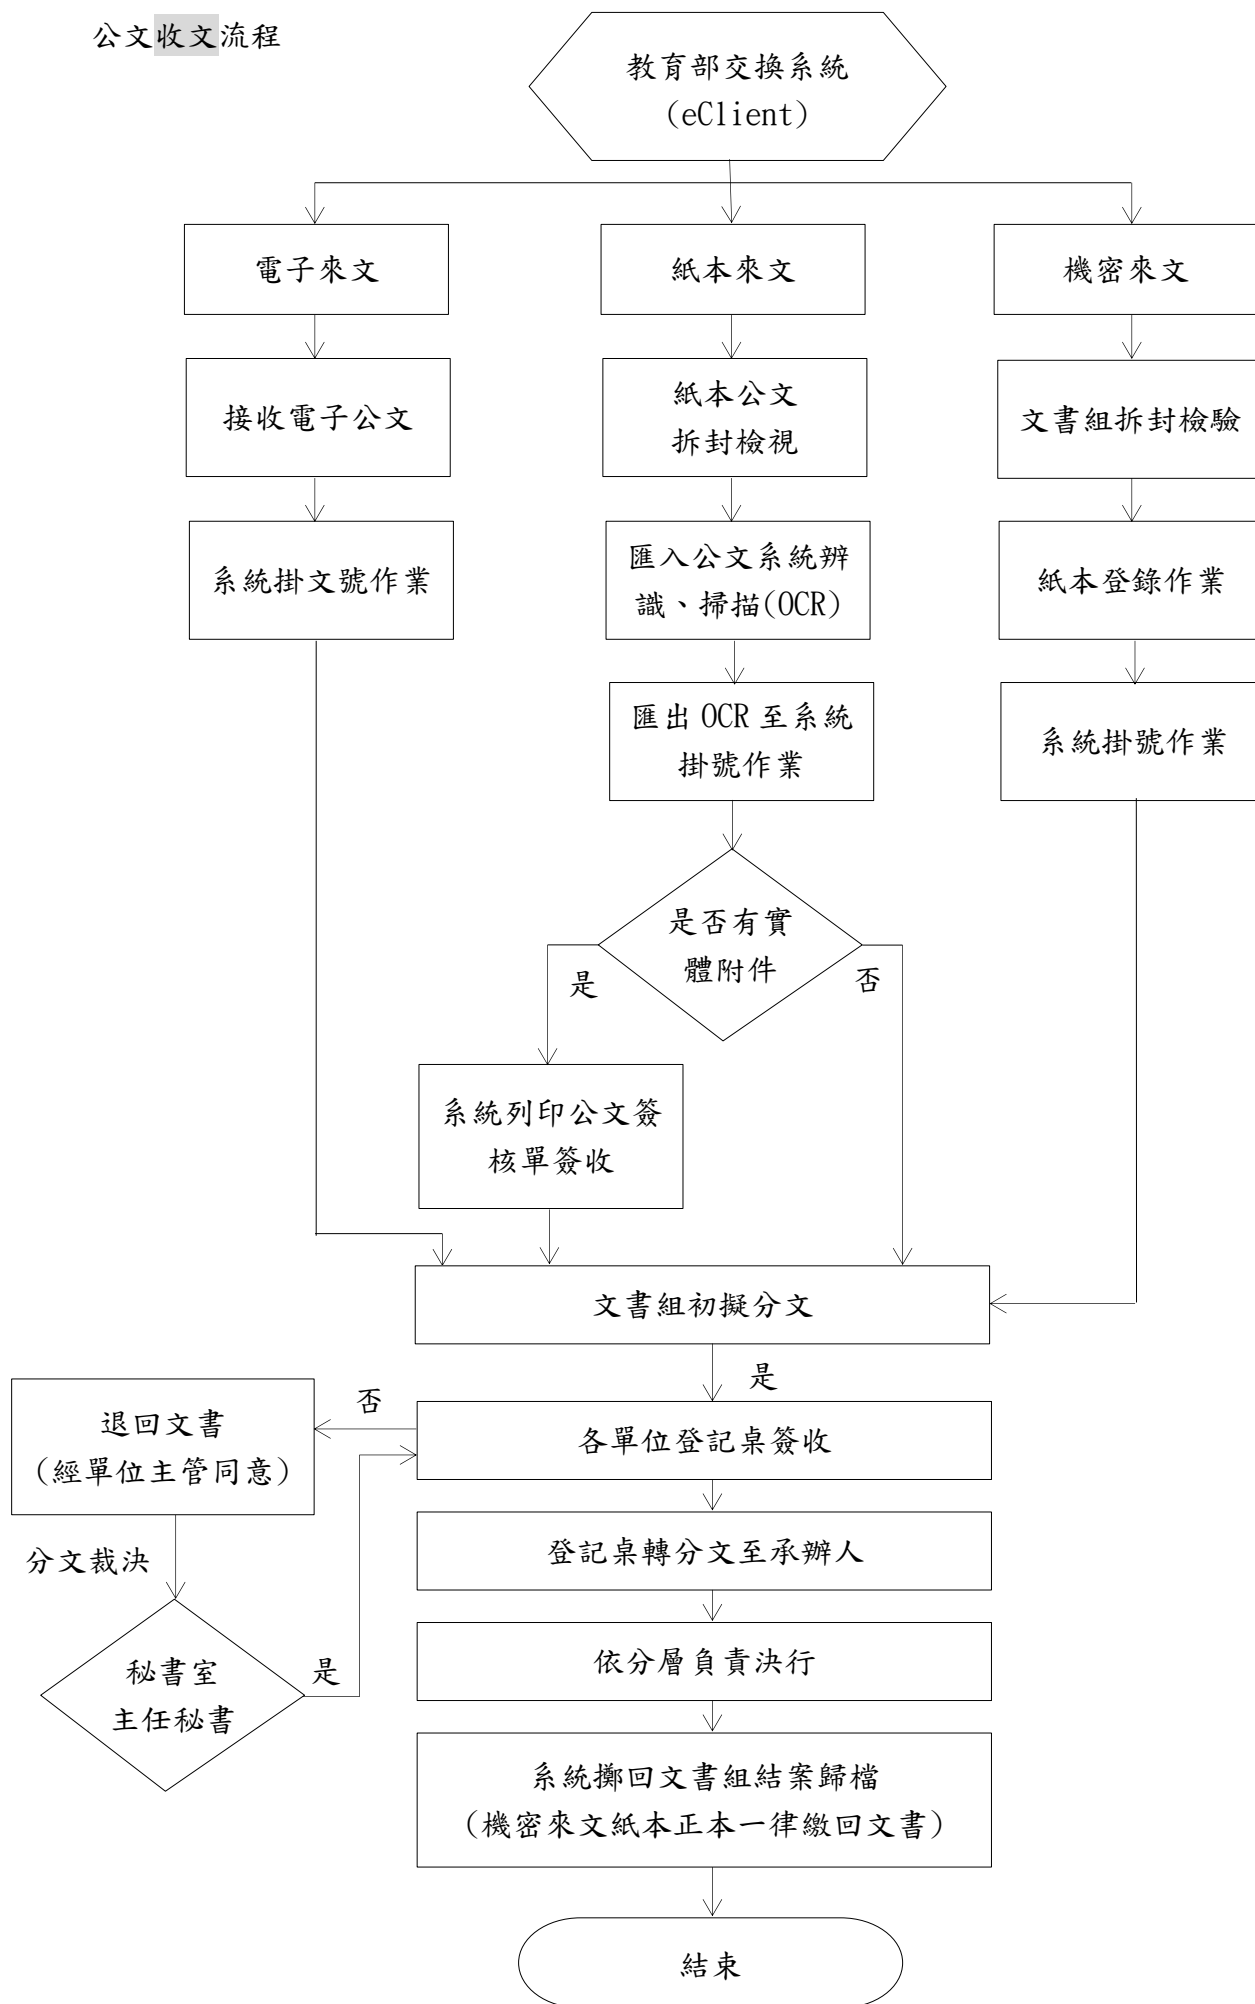 公文收文流程
教育部交換系統
(eClient)
電子來文
紙本來文
機密來文
接收電子公文
紙本公文
拆封檢視
文書組拆封檢驗
系統掛文號作業
匯入公文系統辨
識、掃描(OCR)
紙本登錄作業
匯出 OCR 至系統
掛號作業
系統掛號作業
是否有實
體附件
是
否
系統列印公文簽
核單簽收
文書組初擬分文
是
否
退回文書
(經單位主管同意)
各單位登記桌簽收
分文裁決
登記桌轉分文至承辦人
秘書室
主任秘書
是
依分層負責決行
系統擲回文書組結案歸檔
(機密來文紙本正本一律繳回文書)
結束